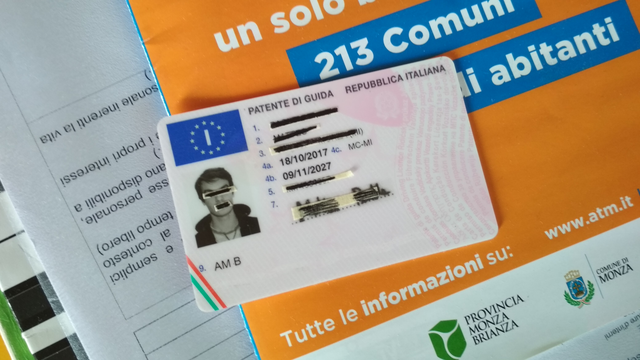 un solo
213 Comuni
di abitanti
PATENTE DI GUIDA REPUBBLICA ITALIANA
I
1.
2.
3.
4a. 18/10/2017 4c. MC-MI
4b. 09/11/2027
5.
7.
9. AM B
www.atm.it
Tutte le informazioni su:
PROVINCIA
MONZA
BRIANZA
COMUNE DI
MONZA
sonale inerenti la vita
i propri interessi
ano disponibili a
sse personale,
tempo libero)
e al contesto
e semplici